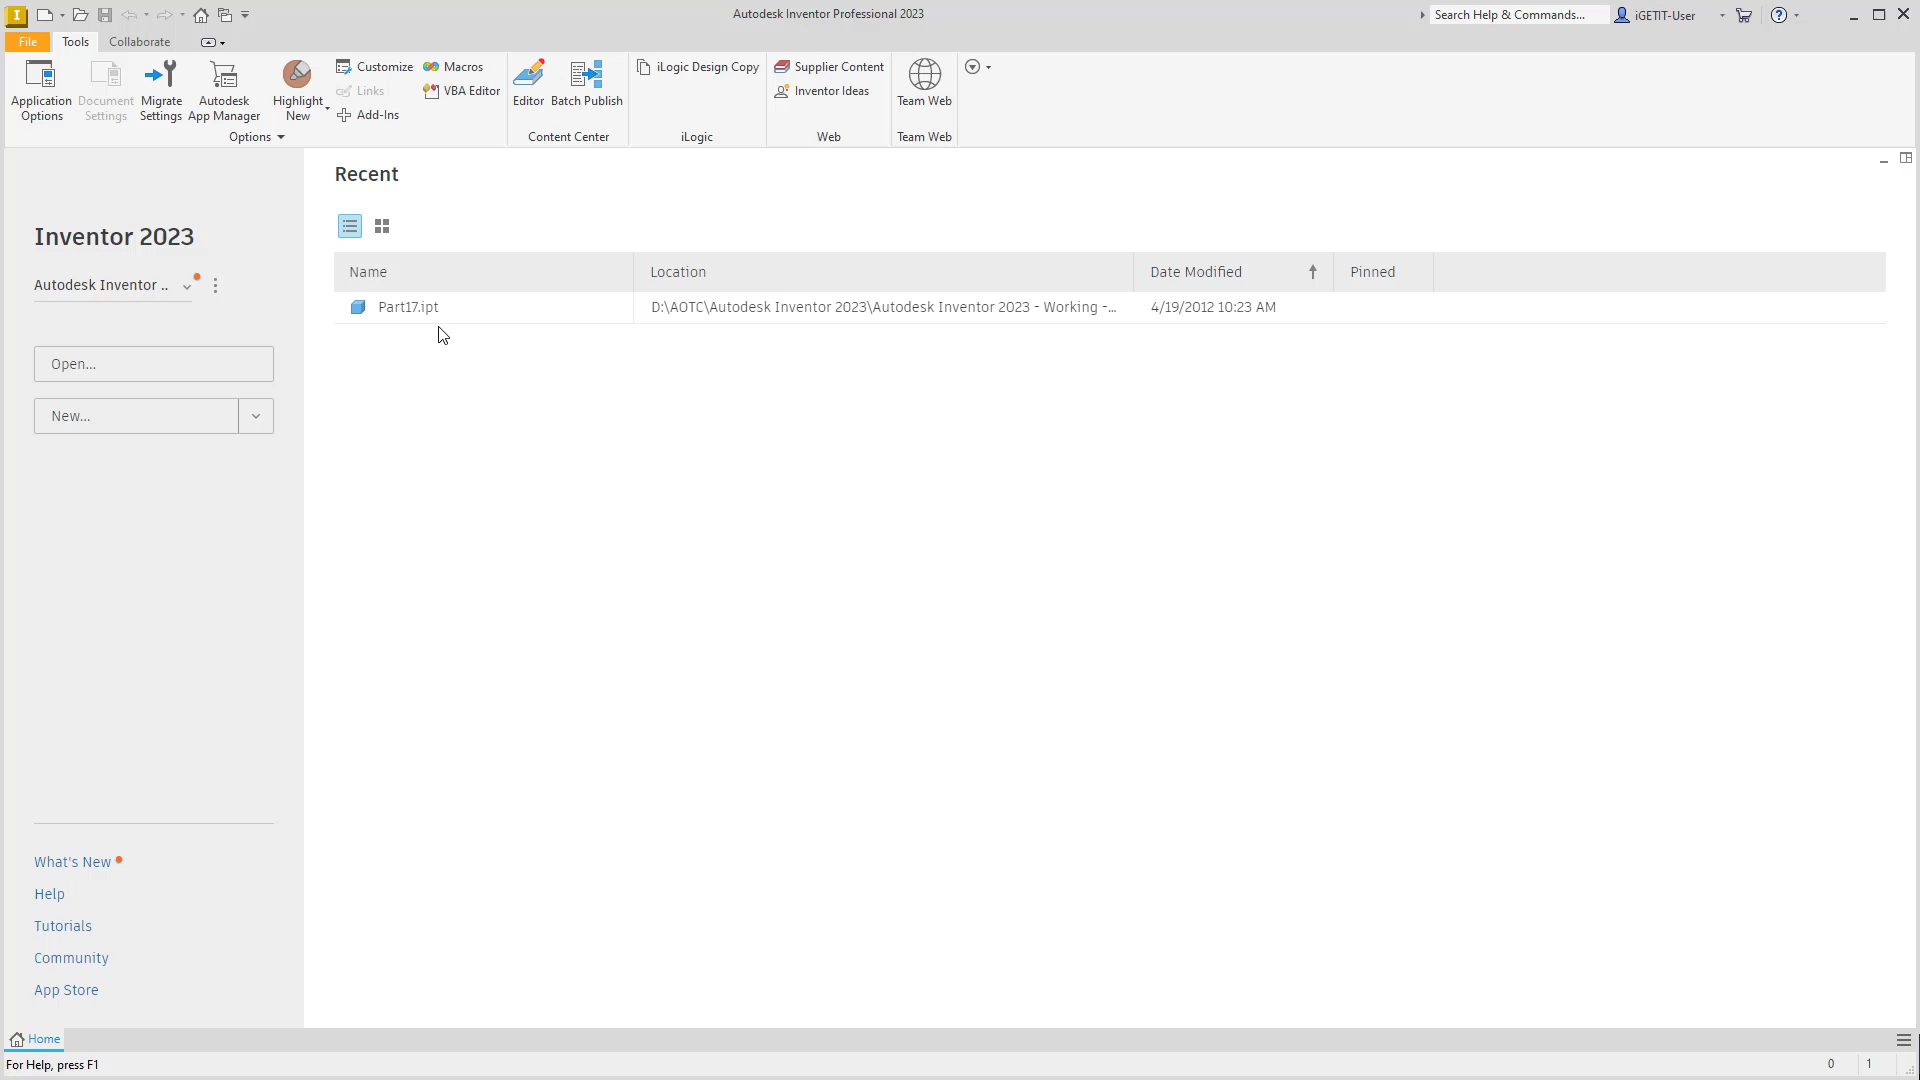 I
Autodesk Inventor Professional 2023
Search Help & Commands...
iGETIT-User
File
Tools
Collaborate
Application Options
Document Settings
Migrate Settings
Autodesk App Manager
Highlight New
Customize
Links
Add-Ins
Macros
VBA Editor
Options
Editor
Batch Publish
Content Center
iLogic Design Copy
iLogic
Supplier Content
Inventor Ideas
Web
Team Web
Team Web
Inventor 2023
Autodesk Inventor ..
Open...
New...
What's New
Help
Tutorials
Community
App Store
Recent
Name Location Date Modified Pinned
Part17.ipt D:\AOTC\Autodesk Inventor 2023\Autodesk Inventor 2023 - Working -... 4/19/2012 10:23 AM
Home
For Help, press F1
0 1